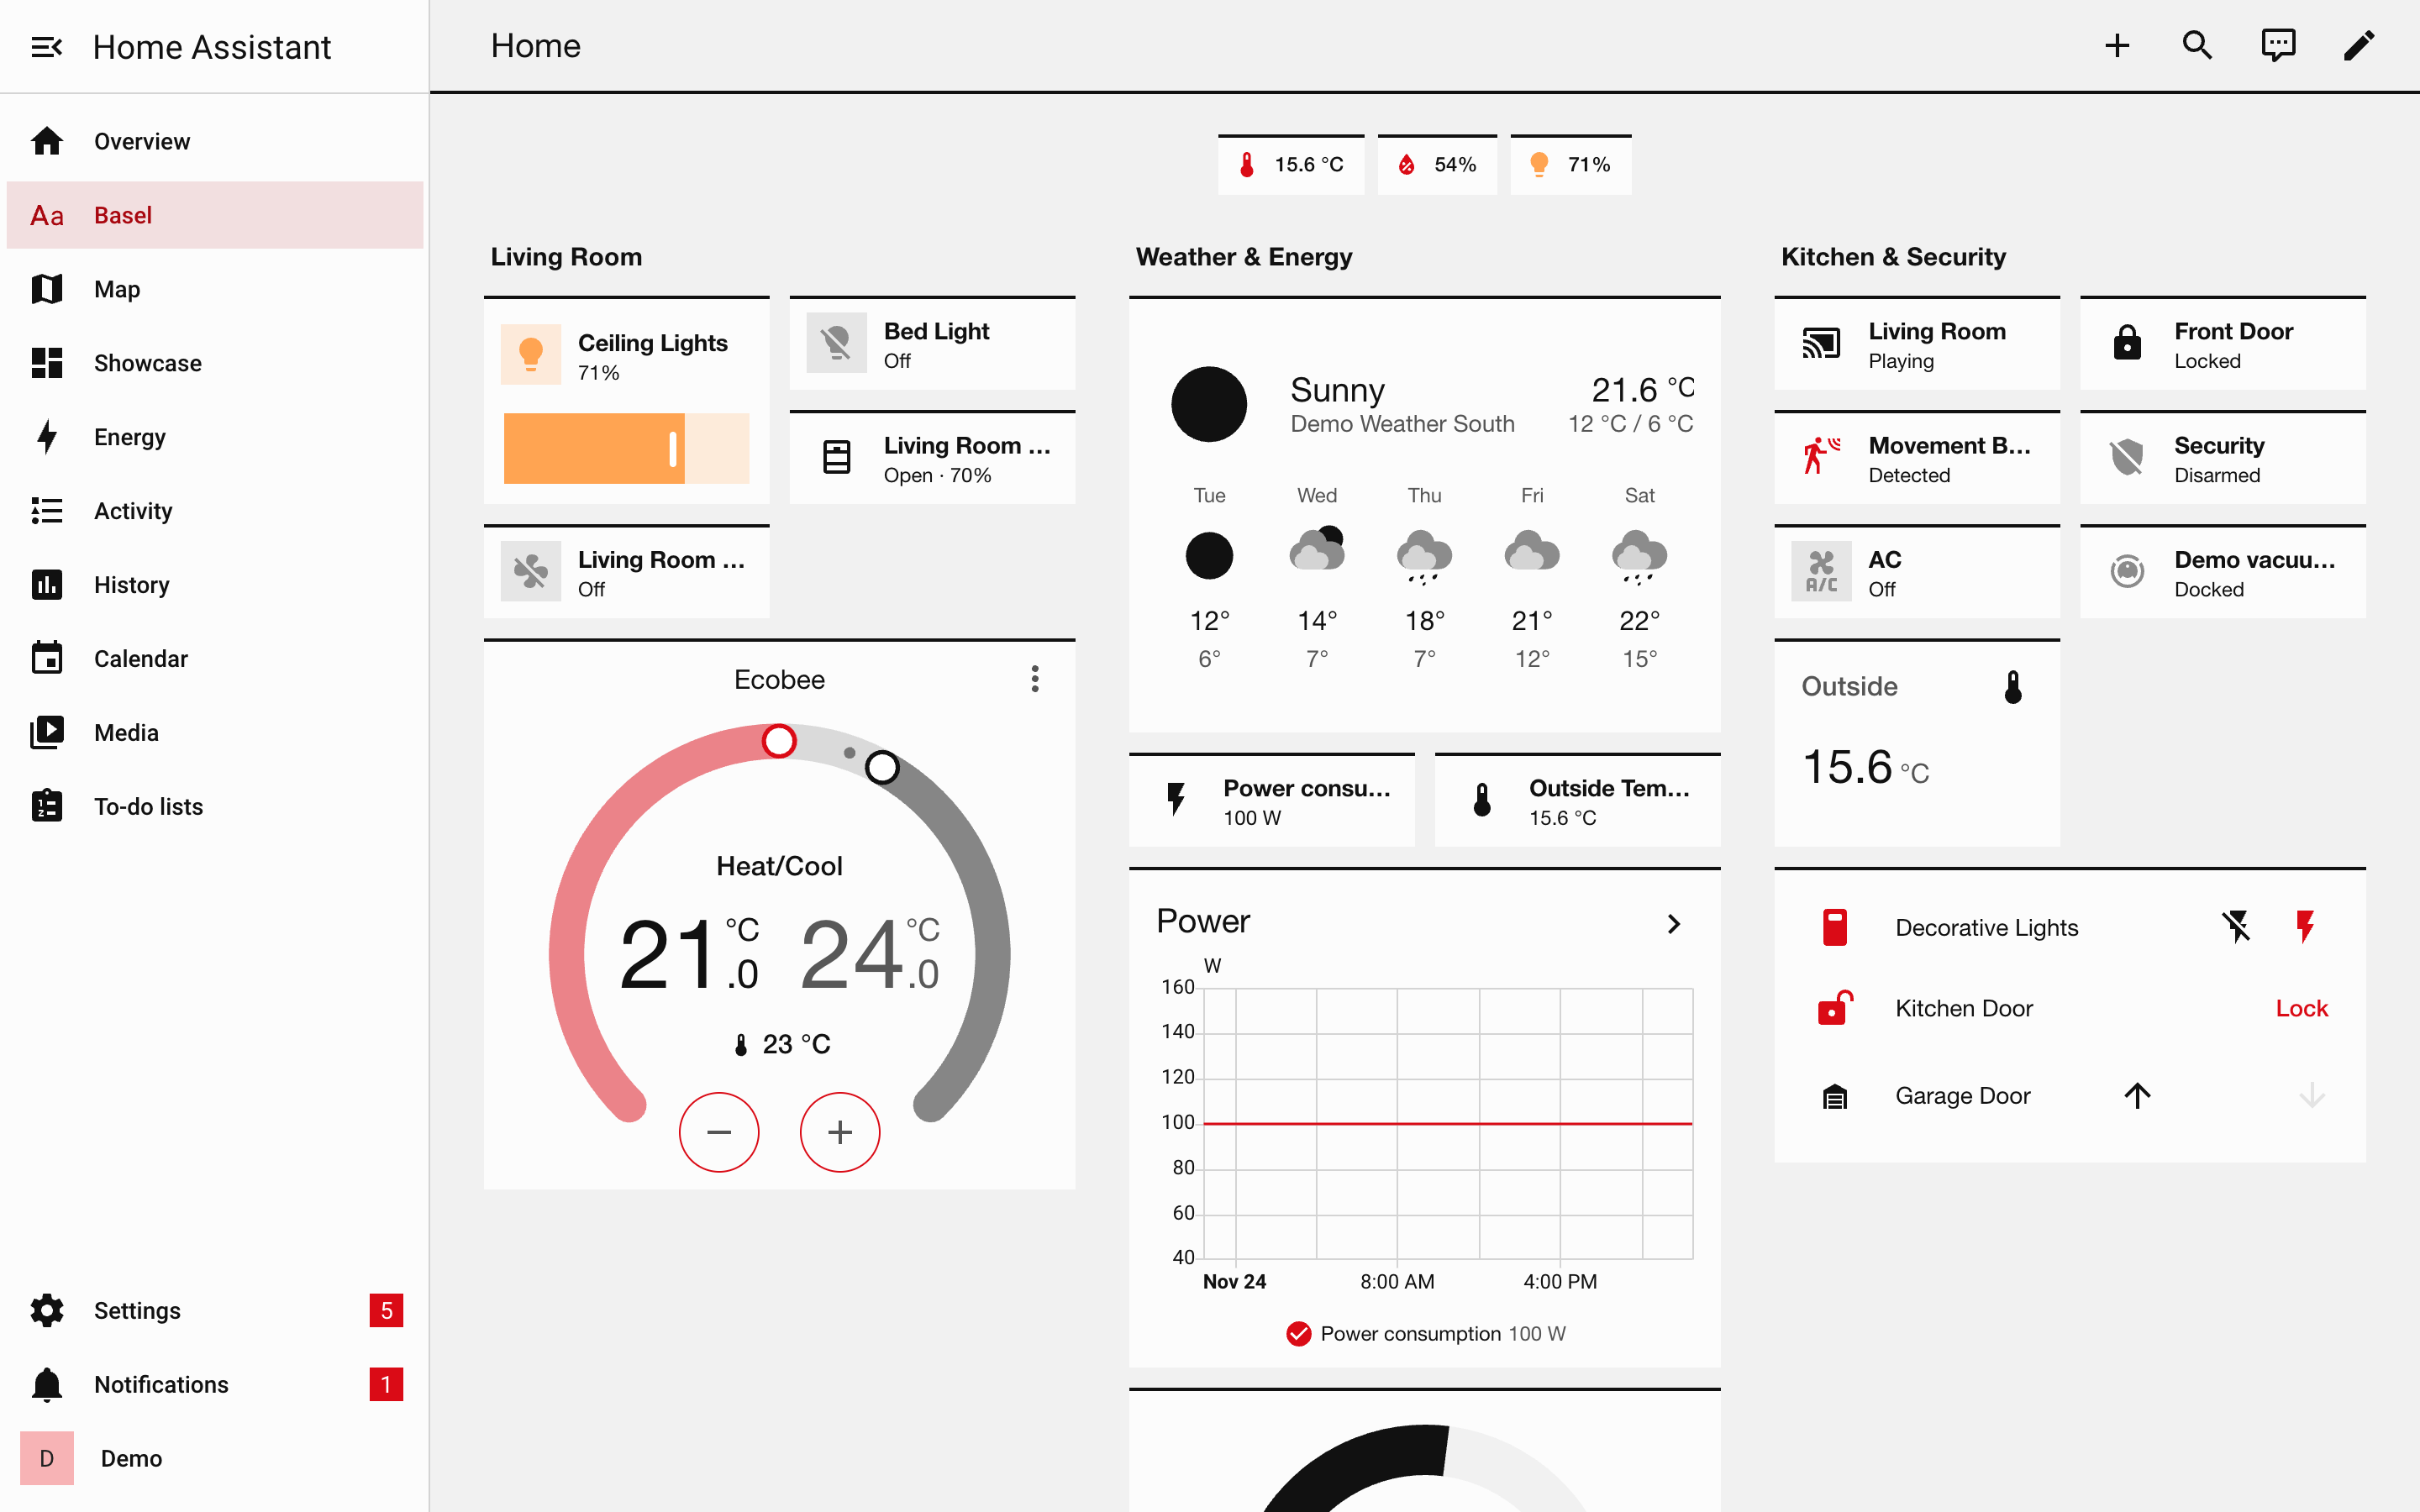 Home Assistant
Overview
Aa Basel
Map
Showcase
Energy
Activity
History
Calendar
Media
To-do lists
Settings 5
Notifications 1
D Demo
Home
15.6 °C
54%
71%
Living Room
Ceiling Lights
71%
Bed Light
Off
Living Room ...
Open · 70%
Living Room ...
Off
Ecobee
Heat/Cool
21.0 °C 24.0 °C
23 °C
Weather & Energy
Sunny
Demo Weather South
21.6 °C
12 °C / 6 °C
Tue Wed Thu Fri Sat
12° 14° 18° 21° 22°
6° 7° 7° 12° 15°
Power consu...
100 W
Outside Tem...
15.6 °C
Power
W
160
140
120
100
80
60
40
Nov 24 8:00 AM 4:00 PM
Power consumption 100 W
Kitchen & Security
Living Room
Playing
Front Door
Locked
Movement B...
Detected
Security
Disarmed
A/C
AC
Off
Demo vacuu...
Docked
Outside
15.6 °C
Decorative Lights
Kitchen Door Lock
Garage Door